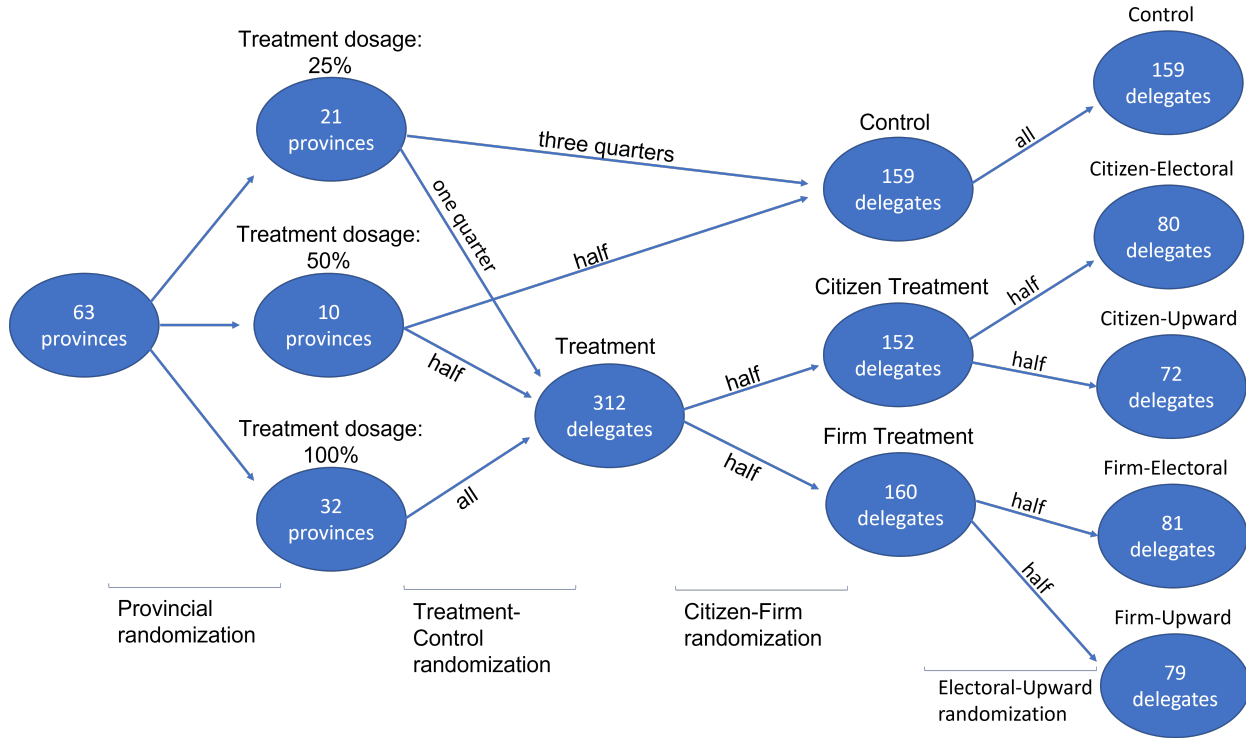 Treatment dosage:
25%
21
provinces
Treatment dosage:
50%
10
provinces
Treatment dosage:
100%
32
provinces
63
provinces
three quarters
one quarter
half
half
all
Treatment
312
delegates
half
half
Control
159
delegates
Citizen Treatment
152
delegates
Firm Treatment
160
delegates
all
half
half
half
half
Control
159
delegates
Citizen-Electoral
80
delegates
Citizen-Upward
72
delegates
Firm-Electoral
81
delegates
Firm-Upward
79
delegates
Provincial
randomization
Treatment-
Control
randomization
Citizen-Firm
randomization
Electoral-Upward
randomization